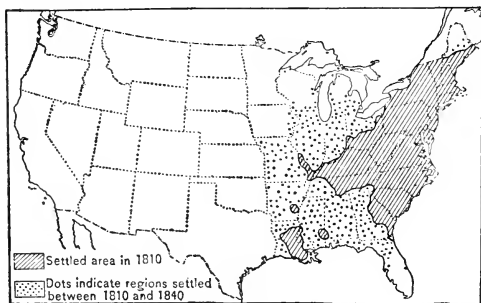 Settled area in 1810
Dots indicate regions settled
between 1810 and 1840